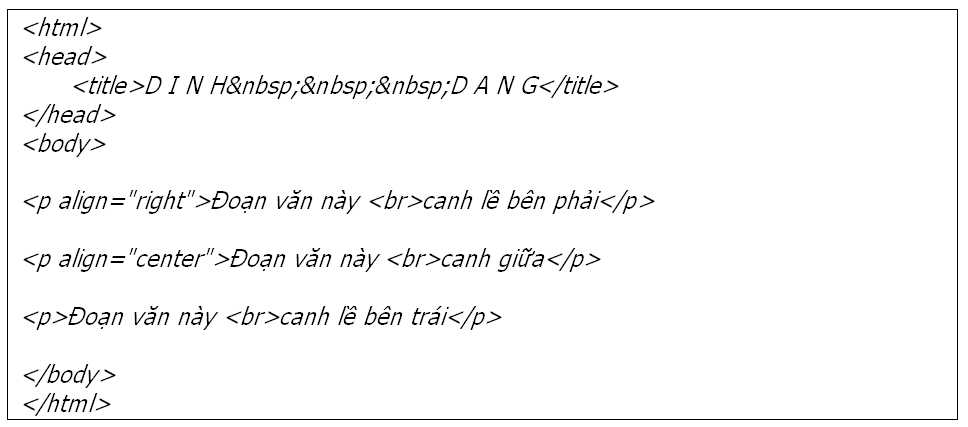 <html>
<head>
<title>D I N H&nbsp;&nbsp;&nbsp;D A N G</title>
</head>
<body>
<p align="right">Đoạn văn này <br>canh lề bên phải</p>
<p align="center">Đoạn văn này <br>canh giữa</p>
<p>Đoạn văn này <br>canh lề bên trái</p>
</body>
</html>